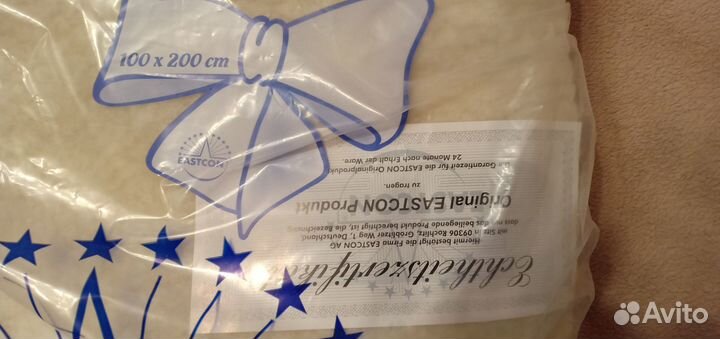 100 x 200 cm
EASTCON
Echtheitszertifikat
Hiermit bestätigt die Firma
EASTCON AG
mit Sitz in 09306 Rochlitz, Gröblitzer Weg 1, Deutschland,
dass das beiliegende Produkt berechtigt ist, die Bezeichnung
Original EASTCON Produkt
zu tragen.
Die Garantiezeit für die EASTCON Originalprodukte
24 Monate nach Erhalt der Ware.
Avito